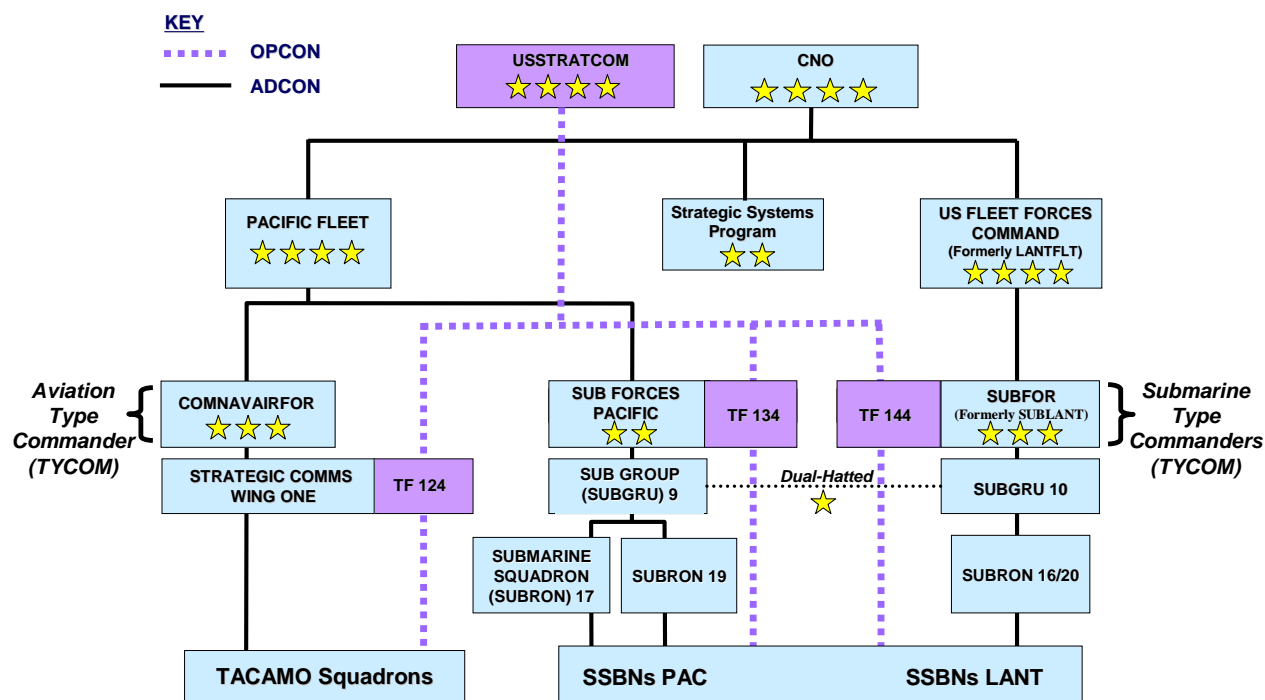 KEY
OPCON
ADCON
USSTRATCOM
CNO
PACIFIC FLEET
Strategic Systems
Program
US FLEET FORCES
COMMAND
(Formerly LANTFLT)
Aviation
Type
Commander
(TYCOM)
COMNAVAIRFOR
SUB FORCES
PACIFIC
TF 134
TF 144
SUBFOR
(Formerly SUBLANT)
Submarine
Type
Commanders
(TYCOM)
STRATEGIC COMMS
WING ONE
TF 124
SUB GROUP
(SUBGRU) 9
Dual-Hatted
SUBGRU 10
SUBMARINE
SQUADRON
(SUBRON) 17
SUBRON 19
SUBRON 16/20
TACAMO Squadrons
SSBNs PAC
SSBNs LANT